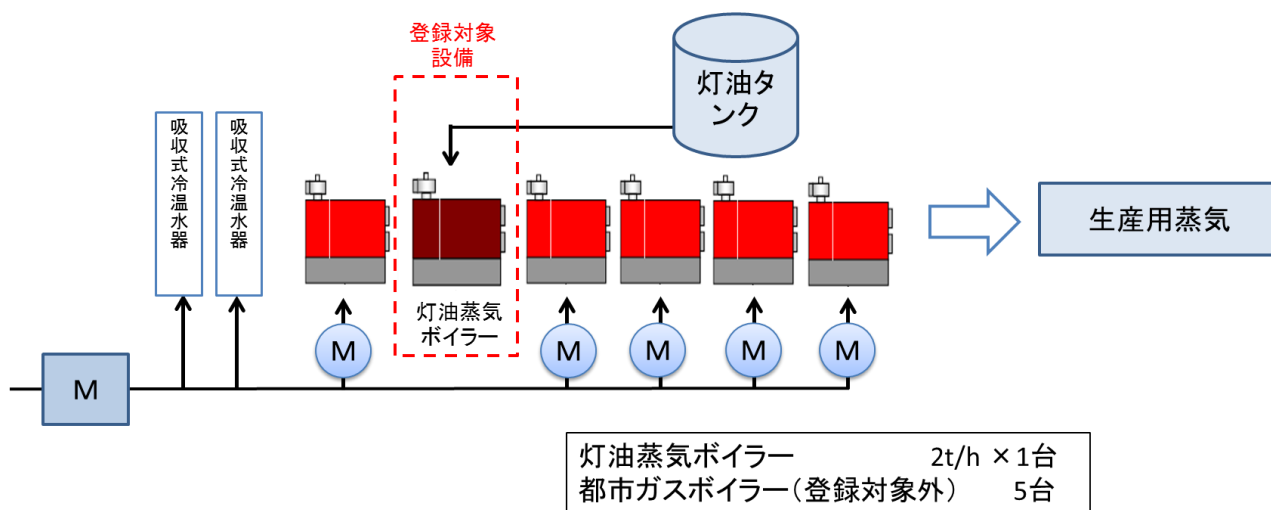 登録対象
設備
灯油タ
ンク
吸収式冷温水器
吸収式冷温水器
生産用蒸気
灯油蒸気
ボイラー
M
M
M
M
M
M
灯油蒸気ボイラー 2t/h ×1台
都市ガスボイラー(登録対象外) 5台